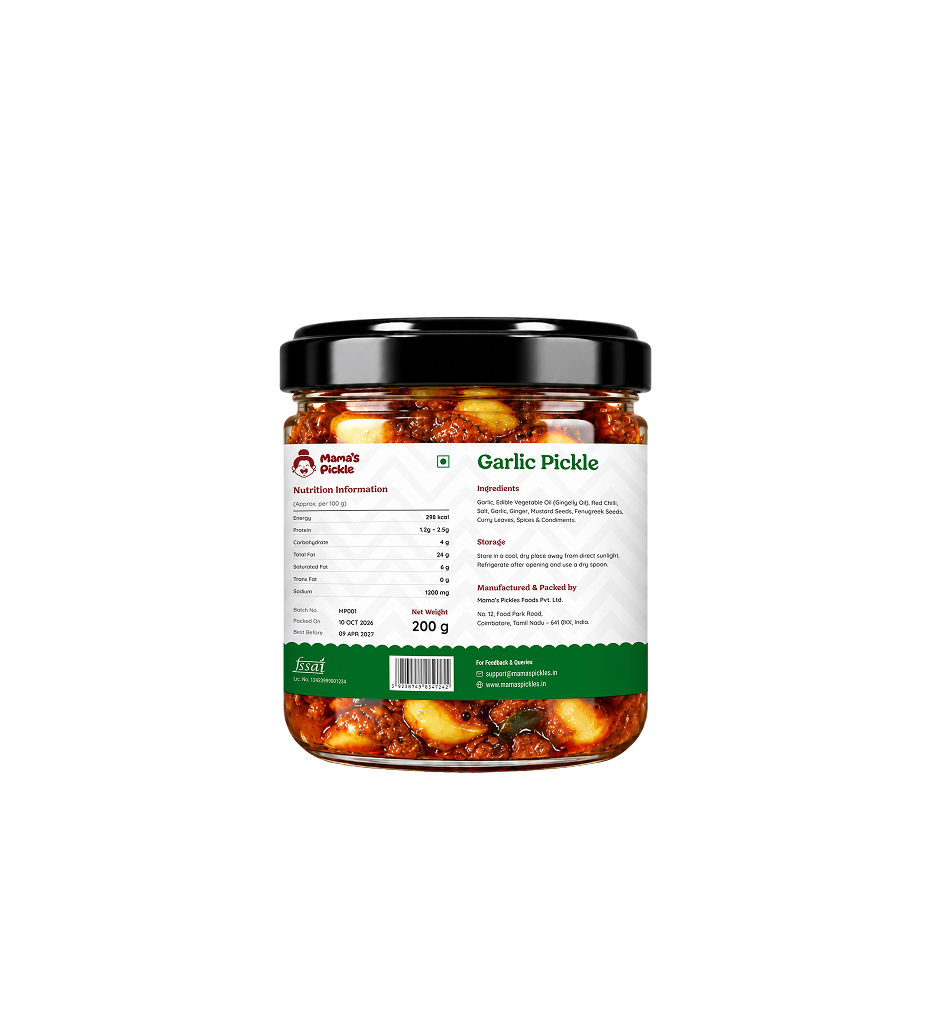 Mama's
Pickle
Nutrition Information
(Approx. per 100 g)
Energy 298 kcal
Protein 1.2g - 2.5g
Carbohydrate 4 g
Total Fat 24 g
Saturated Fat 6 g
Trans Fat 0 g
Sodium 1200 mg
Batch No. MP001
Packed On 10 OCT 2026
Best Before 09 APR 2027
Net Weight
200 g
fssai
Lic. No. 12423999001234
Garlic Pickle
Ingredients
Garlic, Edible Vegetable Oil (Gingelly Oil), Red Chilli,
Salt, Garlic, Ginger, Mustard Seeds, Fenugreek Seeds,
Curry Leaves, Spices & Condiments.
Storage
Store in a cool, dry place away from direct sunlight.
Refrigerate after opening and use a dry spoon.
Manufactured & Packed by
Mama's Pickles Foods Pvt. Ltd.
No. 12, Food Park Road,
Coimbatore, Tamil Nadu - 641 0XX, India.
For Feedback & Queries
support@mamaspickles.in
www.mamaspickles.in